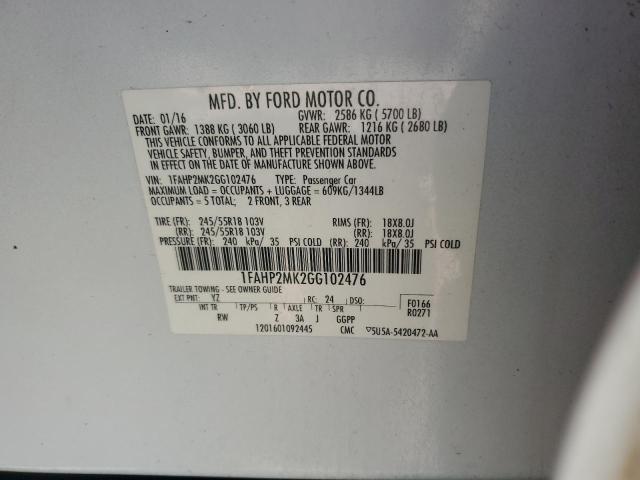 MFD. BY FORD MOTOR CO.
DATE: 01/16 GVWR: 2586 KG ( 5700 LB)
FRONT GAWR: 1388 KG ( 3060 LB) REAR GAWR: 1216 KG ( 2680 LB)
THIS VEHICLE CONFORMS TO ALL APPLICABLE FEDERAL MOTOR
VEHICLE SAFETY, BUMPER, AND THEFT PREVENTION STANDARDS
IN EFFECT ON THE DATE OF MANUFACTURE SHOWN ABOVE.
VIN: 1FAHP2MK2GG102476 TYPE: Passenger Car
MAXIMUM LOAD = OCCUPANTS + LUGGAGE = 609KG/1344LB
OCCUPANTS = 5 TOTAL; 2 FRONT, 3 REAR
TIRE (FR): 245/55R18 103V RIMS (FR): 18X8.0J
(RR): 245/55R18 103V (RR): 18X8.0J
PRESSURE (FR): 240 kPa/ 35 PSI COLD (RR): 240 kPa/ 35 PSI COLD
1FAHP2MK2GG102476
TRAILER TOWING - SEE OWNER GUIDE
EXT PNT: YZ RC: 24 DSO: F0166
INT TR TP/PS R AXLE TR SPR R0271
RW Z 3A J GGPP
1201601092445 CMC ▽5U5A-5420472-AA